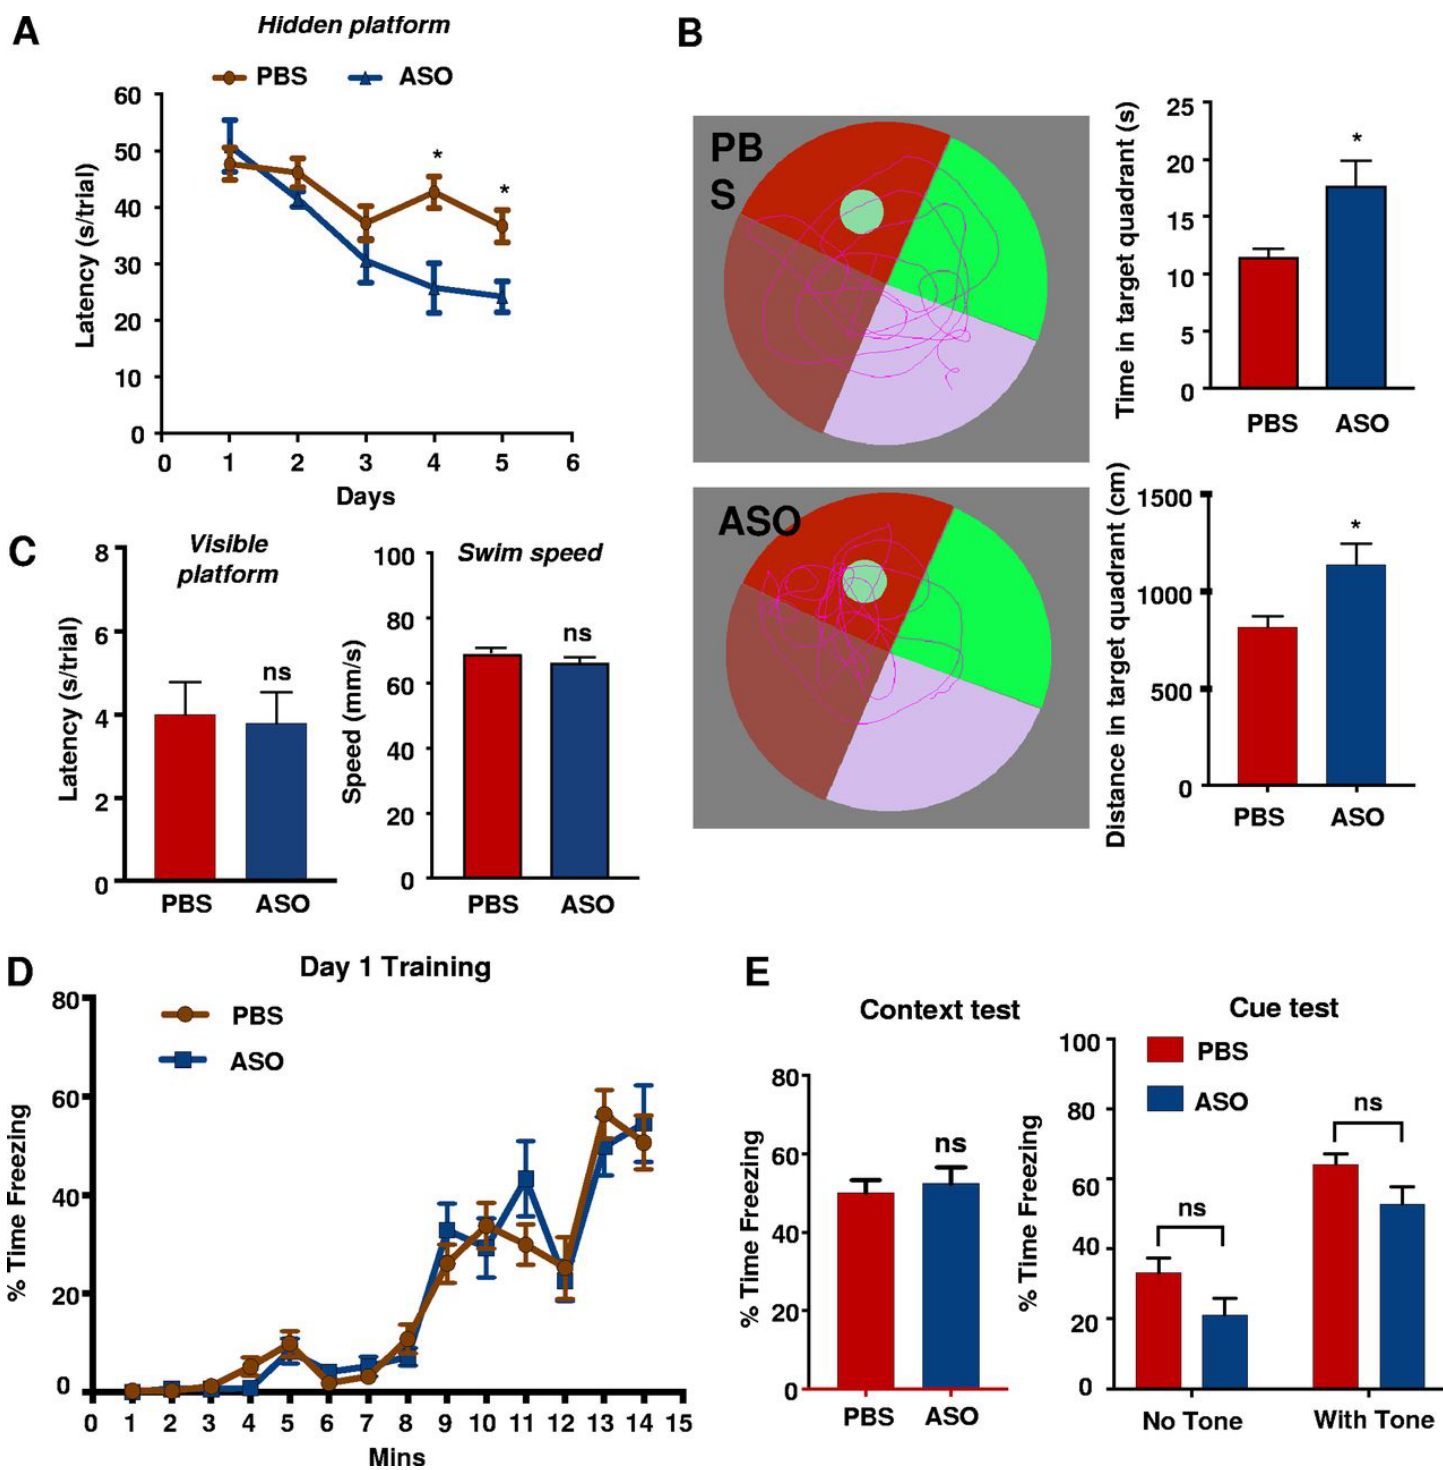 A
Hidden platform
PBS ASO
Latency (s/trial)
60
50
40
30
20
10
0
* *
0 1 2 3 4 5 6
Days
B
PB
S
ASO
Time in target quadrant (s)
25
20
15
10
5
0
*
PBS ASO
Distance in target quadrant (cm)
1500
1000
500
0
*
PBS ASO
C
Visible
platform
Latency (s/trial)
8
6
4
2
0
ns
PBS ASO
Swim speed
Speed (mm/s)
100
80
60
40
20
0
ns
PBS ASO
D
Day 1 Training
PBS
ASO
% Time Freezing
80
60
40
20
0
0 1 2 3 4 5 6 7 8 9 10 11 12 13 14 15
Mins
E
Context test
% Time Freezing
80
60
40
20
0
ns
PBS ASO
Cue test
PBS
ASO
% Time Freezing
100
80
60
40
20
0
ns
ns
No Tone With Tone